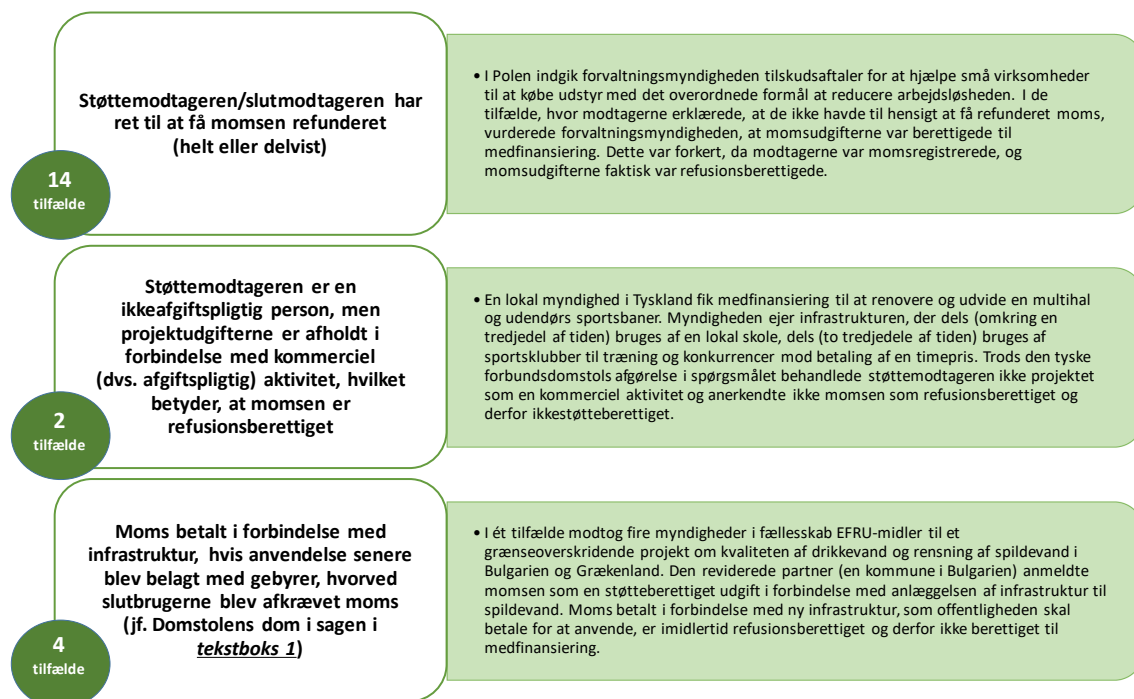 Støttemodtageren/slutmodtageren har
ret til at få momsen refunderet
(helt eller delvist)
14
tilfælde
• I Polen indgik forvaltningsmyndigheden tilskudsaftaler for at hjælpe små virksomheder
til at købe udstyr med det overordnede formål at reducere arbejdsløsheden. I de
tilfælde, hvor modtagerne erklærede, at de ikke havde til hensigt at få refunderet moms,
vurderede forvaltningsmyndigheden, at momsudgifterne var berettigede til
medfinansiering. Dette var forkert, da modtagerne var momsregistrerede, og
momsudgifterne faktisk var refusionsberettigede.
Støttemodtageren er en
ikkeafgiftspligtig person, men
projektudgifterne er afholdt i
forbindelse med kommerciel
(dvs. afgiftspligtig) aktivitet, hvilket
betyder, at momsen er
refusionsberettiget
2
tilfælde
• En lokal myndighed i Tyskland fik medfinansiering til at renovere og udvide en multihal
og udendørs sportsbaner. Myndigheden ejer infrastrukturen, der dels (omkring en
tredjedel af tiden) bruges af en lokal skole, dels (to tredjedele af tiden) bruges af
sportsklubber til træning og konkurrencer mod betaling af en timepris. Trods den tyske
forbundsdomstols afgørelse i spørgsmålet behandlede støttemodtageren ikke projektet
som en kommerciel aktivitet og anerkendte ikke momsen som refusionsberettiget og
derfor ikkestøtteberettiget.
Moms betalt i forbindelse med
infrastruktur, hvis anvendelse senere
blev belagt med gebyrer, hvorved
slutbrugerne blev afkrævet moms
(jf. Domstolens dom i sagen i
tekstboks 1)
4
tilfælde
• I ét tilfælde modtog fire myndigheder i fællesskab EFRU-midler til et
grænseoverskridende projekt om kvaliteten af drikkevand og rensning af spildevand i
Bulgarien og Grækenland. Den reviderede partner (en kommune i Bulgarien) anmeldte
momsen som en støtteberettiget udgift i forbindelse med anlæggelsen af infrastruktur til
spildevand. Moms betalt i forbindelse med ny infrastruktur, som offentligheden skal
betale for at anvende, er imidlertid refusionsberettiget og derfor ikke berettiget til
medfinansiering.